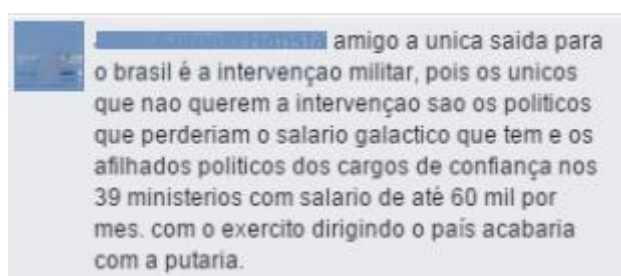 amigo a unica saida para
o brasil é a intervençao militar, pois os unicos
que nao querem a intervençao sao os politicos
que perderiam o salario galactico que tem e os
afilhados politicos dos cargos de confiança nos
39 ministerios com salario de até 60 mil por
mes. com o exercito dirigindo o país acabaria
com a putaria.